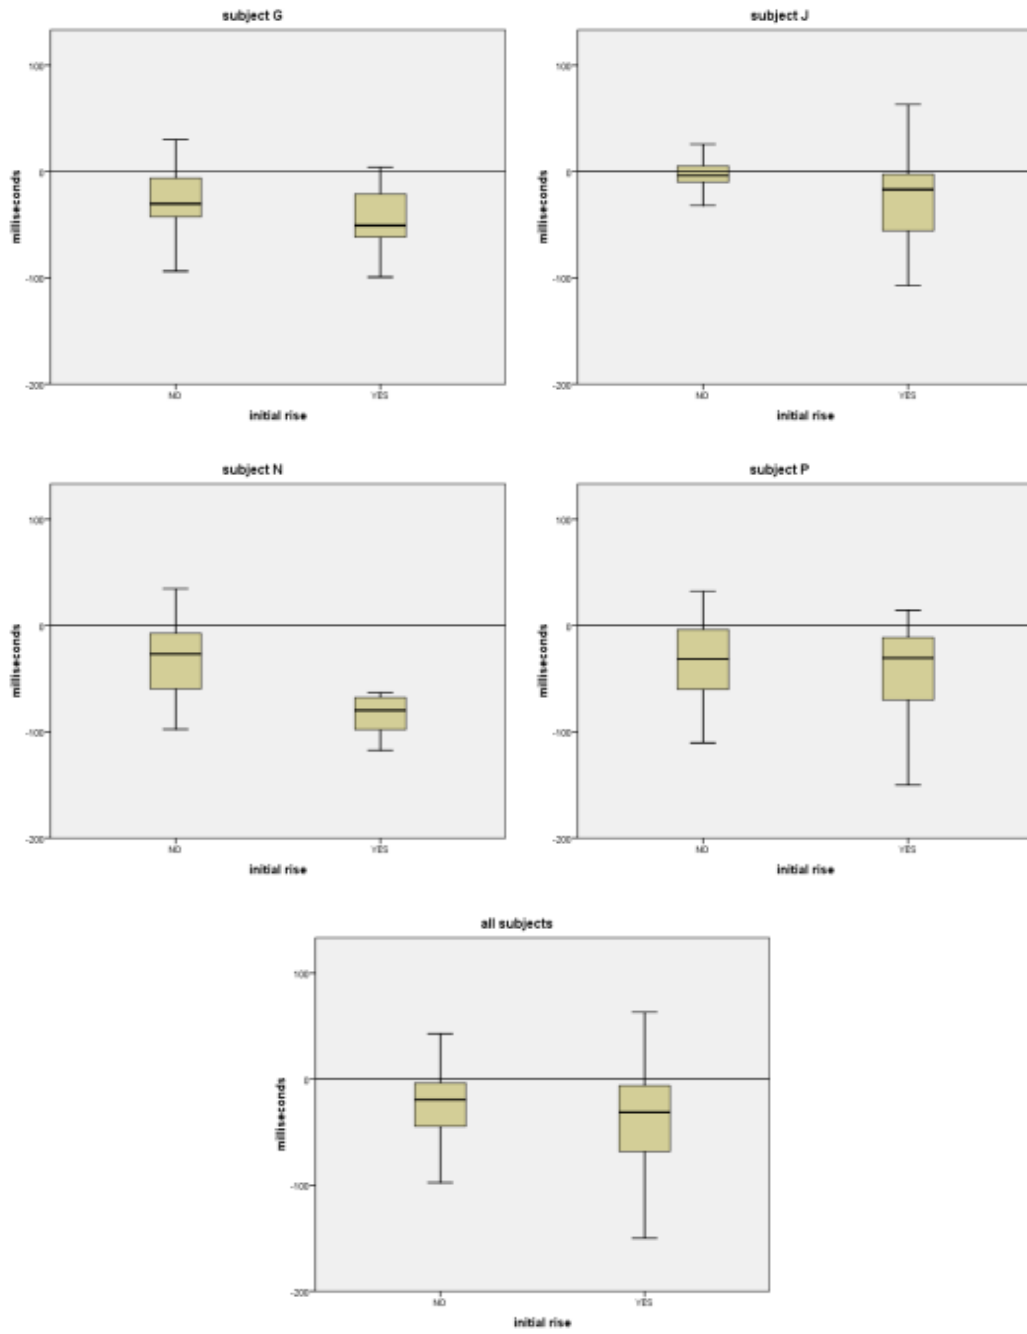 subject G
milliseconds
100
0
-100
-200
NO YES
initial rise
subject J
milliseconds
100
0
-100
-200
NO YES
initial rise
subject N
milliseconds
100
0
-100
-200
NO YES
initial rise
subject P
milliseconds
100
0
-100
-200
NO YES
initial rise
all subjects
milliseconds
100
0
-100
-200
NO YES
initial rise